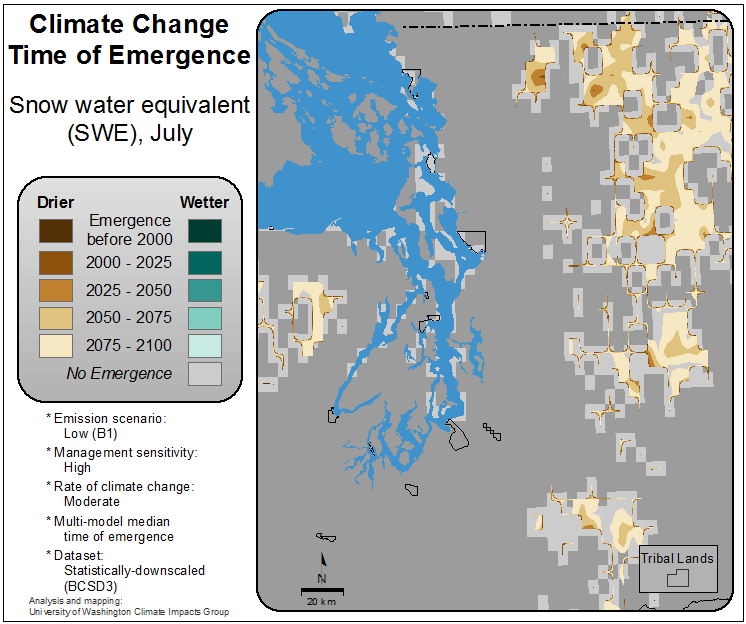 Climate Change
Time of Emergence
Snow water equivalent
(SWE), July
Drier Wetter
Emergence
before 2000
2000 - 2025
2025 - 2050
2050 - 2075
2075 - 2100
No Emergence
* Emission scenario:
Low (B1)
* Management sensitivity:
High
* Rate of climate change:
Moderate
* Multi-model median
time of emergence
* Dataset:
Statistically-downscaled
(BCSD3)
Analysis and mapping:
University of Washington Climate Impacts Group
N
20 km
Tribal Lands